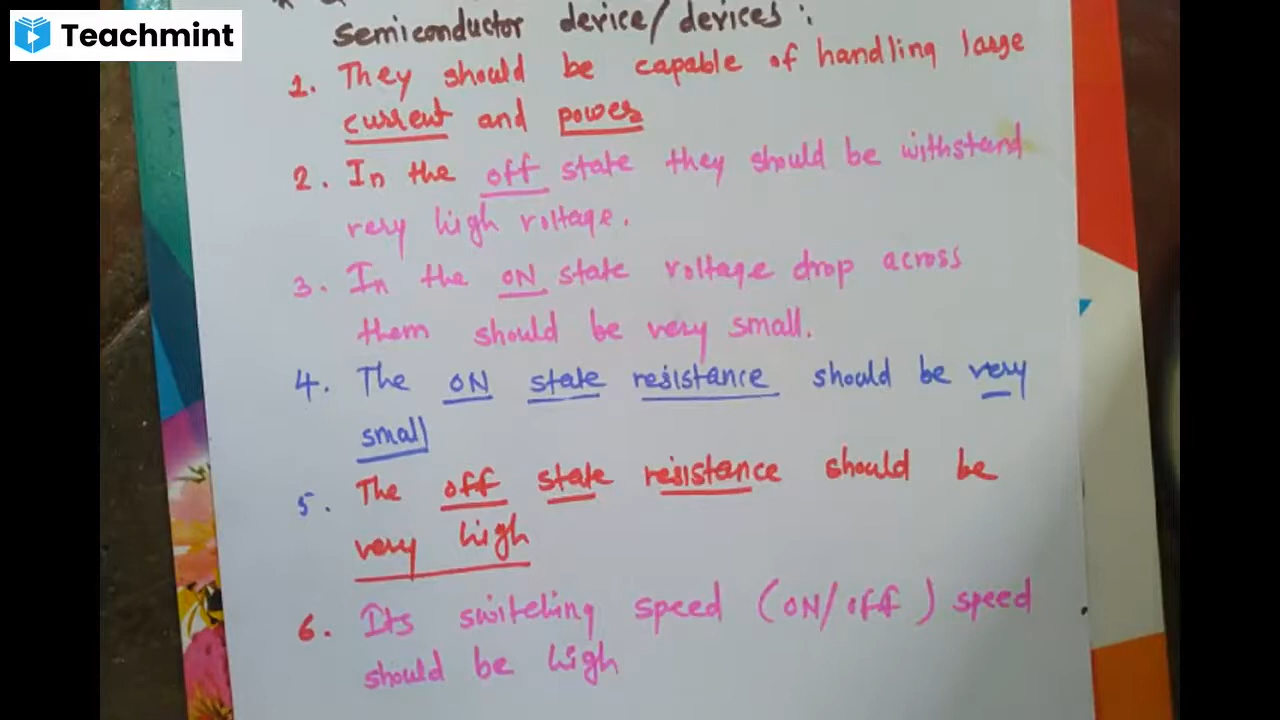 Teachmint
semiconductor device/devices :
1. They should be capable of handling large
current and power
2. In the off state they should be withstand
very high voltage.
3. In the ON state voltage drop across
them should be very small.
4. The ON state resistance should be very
small
5. The off state resistance should be
very high
6. Its switching speed (ON/off) speed
should be high